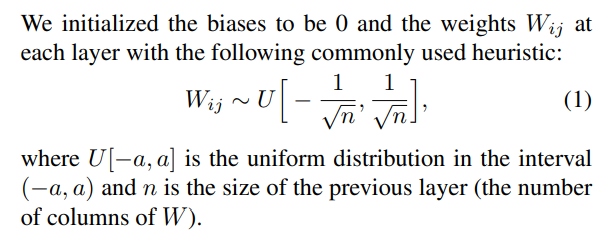 We initialized the biases to be 0 and the weights $W_{ij}$ at
each layer with the following commonly used heuristic:
$$W_{ij} \sim U\left[-\frac{1}{\sqrt{n}}, \frac{1}{\sqrt{n}}\right], \quad (1)$$
where $U[-a, a]$ is the uniform distribution in the interval
$(-a, a)$ and $n$ is the size of the previous layer (the number
of columns of $W$).